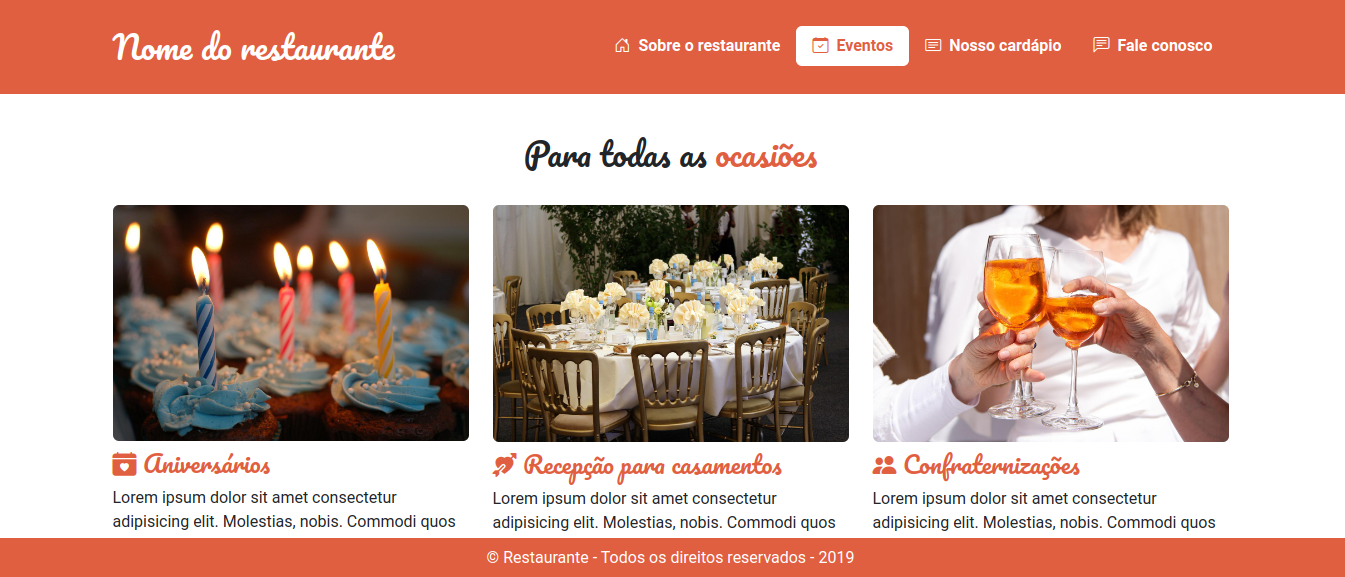 Nome do restaurante
Sobre o restaurante
Eventos
Nosso cardápio
Fale conosco
Para todas as ocasiões
Aniversários
Lorem ipsum dolor sit amet consectetur
adipisicing elit. Molestias, nobis. Commodi quos
Recepção para casamentos
Lorem ipsum dolor sit amet consectetur
adipisicing elit. Molestias, nobis. Commodi quos
Confraternizações
Lorem ipsum dolor sit amet consectetur
adipisicing elit. Molestias, nobis. Commodi quos
© Restaurante - Todos os direitos reservados - 2019